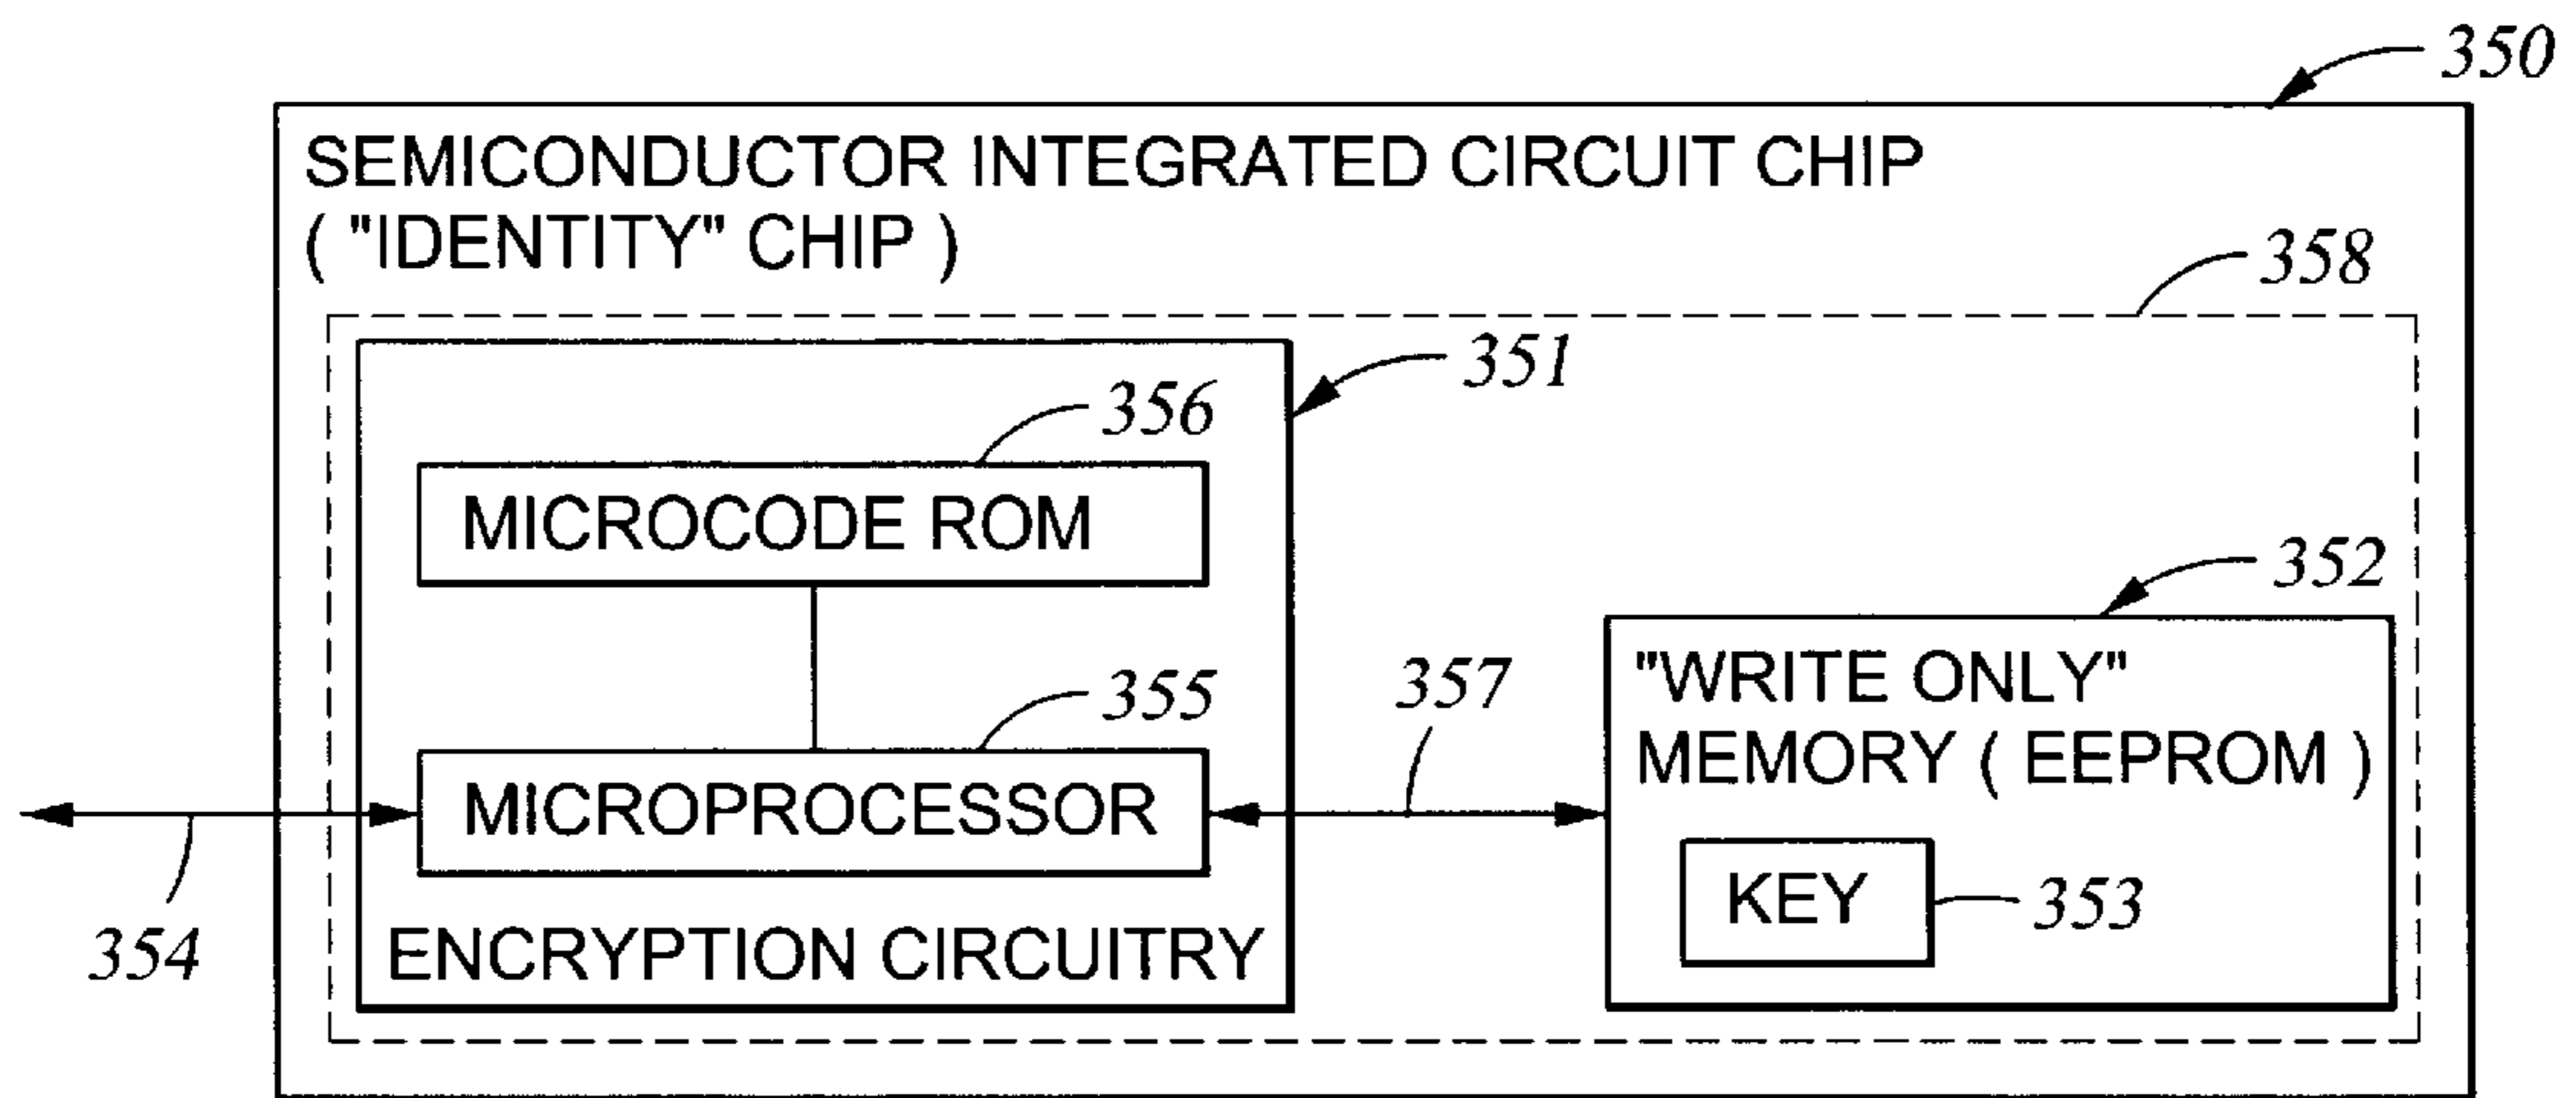 350
SEMICONDUCTOR INTEGRATED CIRCUIT CHIP
( "IDENTITY" CHIP )
358
351
356
MICROCODE ROM
352
"WRITE ONLY"
MEMORY ( EEPROM )
357
355
MICROPROCESSOR
KEY
353
354
ENCRYPTION CIRCUITRY